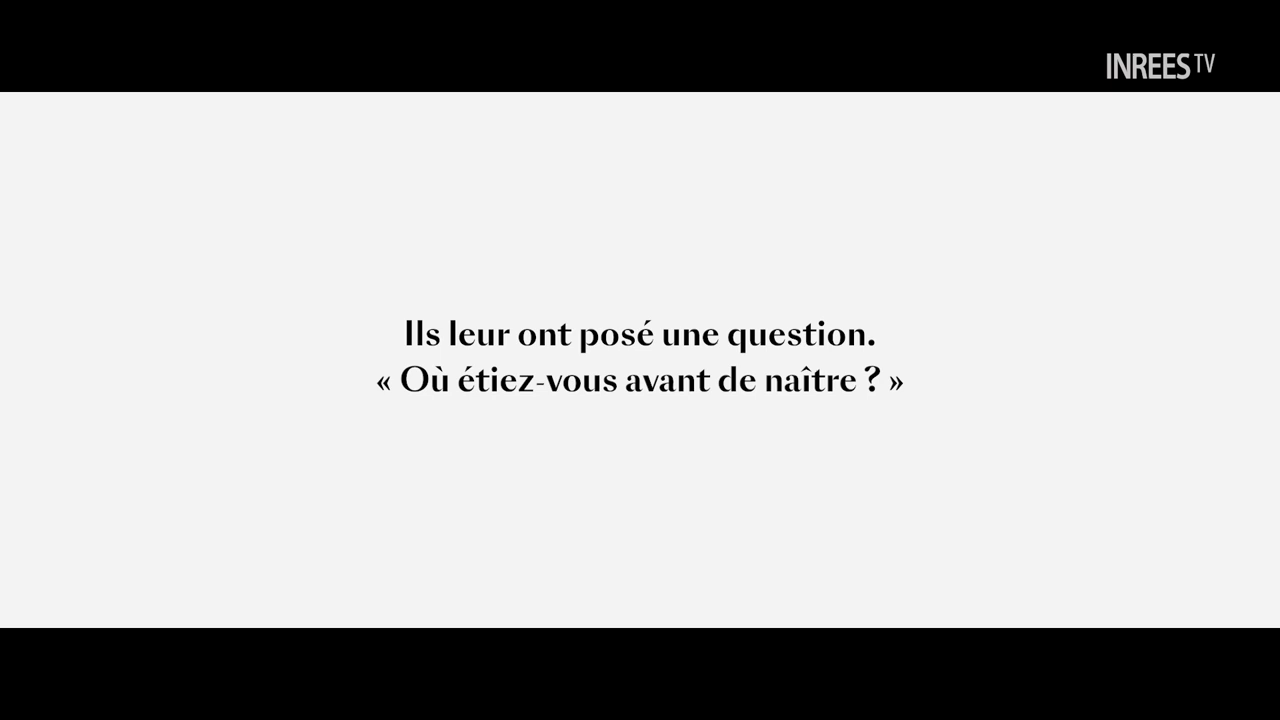 INREES TV
Ils leur ont posé une question.
« Où étiez-vous avant de naître ? »